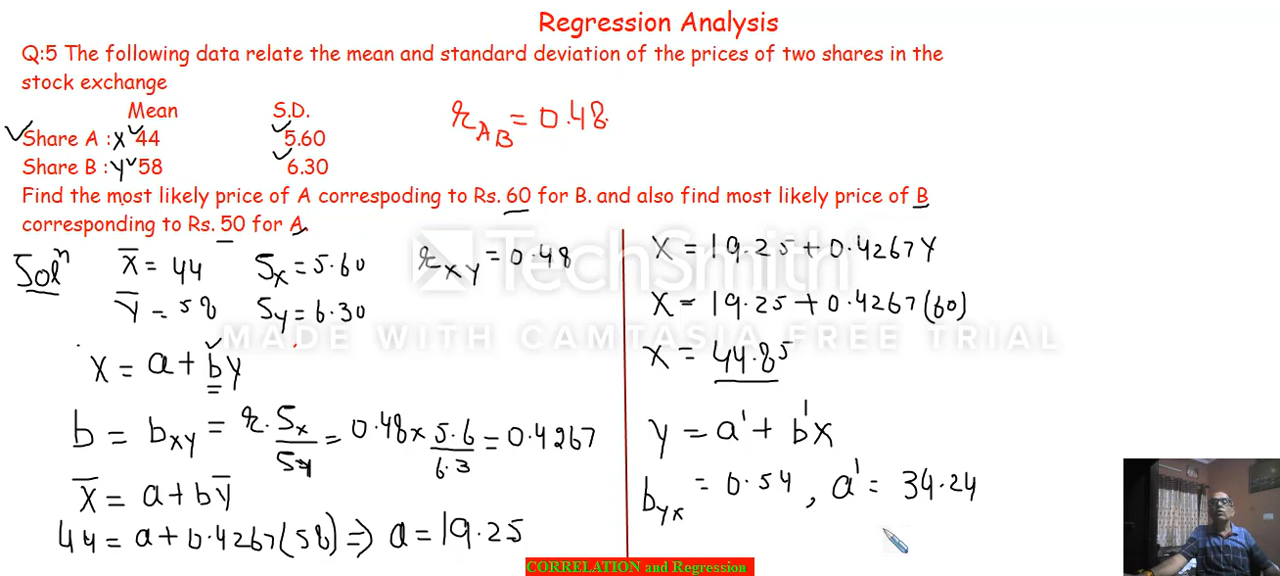 Regression Analysis
Q:5 The following data relate the mean and standard deviation of the prices of two shares in the
stock exchange
Mean S.D.
Share A : X 44 5.60
Share B : Y 58 6.30
r_AB = 0.48.
Find the most likely price of A correspoding to Rs. 60 for B. and also find most likely price of B
corresponding to Rs. 50 for A.
Solⁿ X̄ = 44 Sx = 5.60 r_XY = 0.48
Ȳ = 58 Sy = 6.30
TechSmith
MADE WITH CAMTASIA FREE TRIAL
X = a + by
b = b_XY = r. Sx/Sy = 0.48 × 5.6/6.3 = 0.4267
X̄ = a + bȲ
44 = a + 0.4267(58) ⇒ a = 19.25
X = 19.25 + 0.4267Y
X = 19.25 + 0.4267(60)
X = 44.85
y = a' + b'x
b_yx = 0.54, a' = 34.24
CORRELATION and Regression